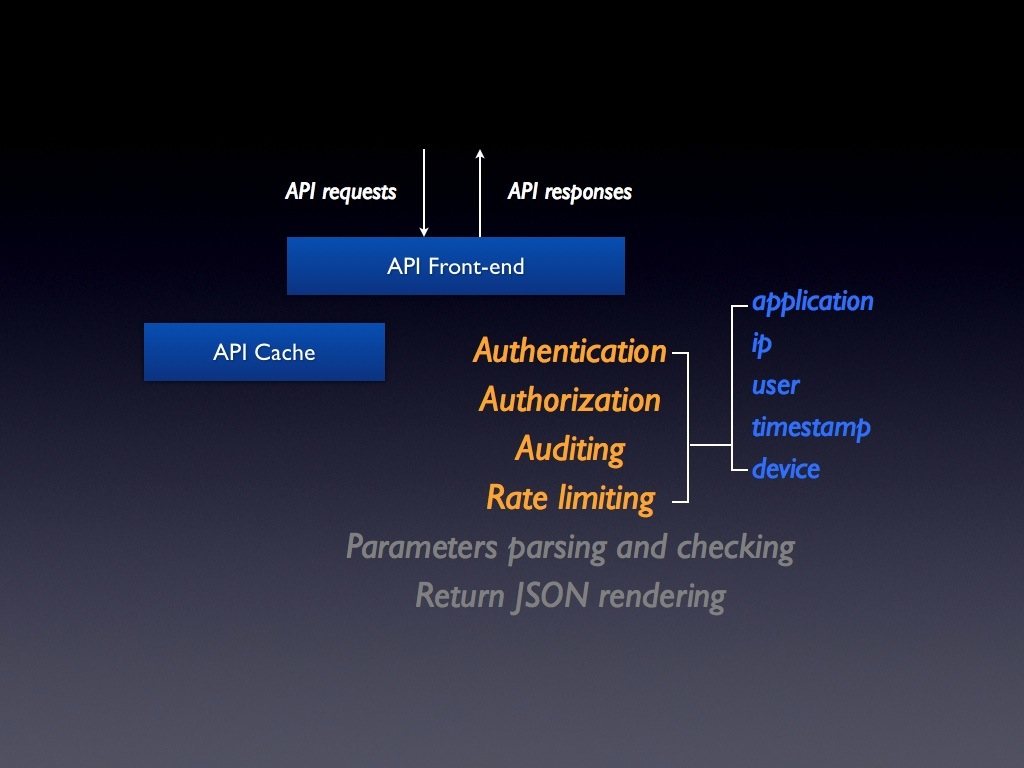 API requests
API responses
API Front-end
API Cache
Authentication
Authorization
Auditing
Rate limiting
Parameters parsing and checking
Return JSON rendering
application
ip
user
timestamp
device